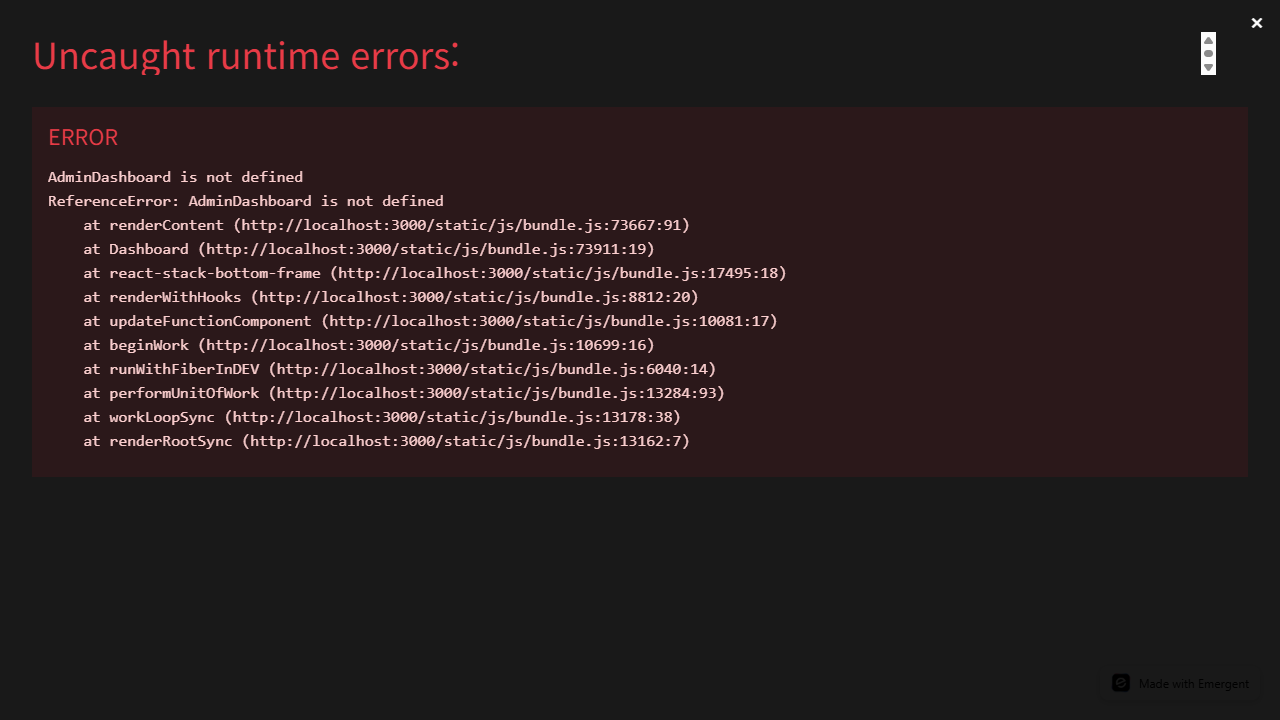 Uncaught runtime errors:
×
ERROR
AdminDashboard is not defined
ReferenceError: AdminDashboard is not defined
    at renderContent (http://localhost:3000/static/js/bundle.js:73667:91)
    at Dashboard (http://localhost:3000/static/js/bundle.js:73911:19)
    at react-stack-bottom-frame (http://localhost:3000/static/js/bundle.js:17495:18)
    at renderWithHooks (http://localhost:3000/static/js/bundle.js:8812:20)
    at updateFunctionComponent (http://localhost:3000/static/js/bundle.js:10081:17)
    at beginWork (http://localhost:3000/static/js/bundle.js:10699:16)
    at runWithFiberInDEV (http://localhost:3000/static/js/bundle.js:6040:14)
    at performUnitOfWork (http://localhost:3000/static/js/bundle.js:13284:93)
    at workLoopSync (http://localhost:3000/static/js/bundle.js:13178:38)
    at renderRootSync (http://localhost:3000/static/js/bundle.js:13162:7)
Made with Emergent